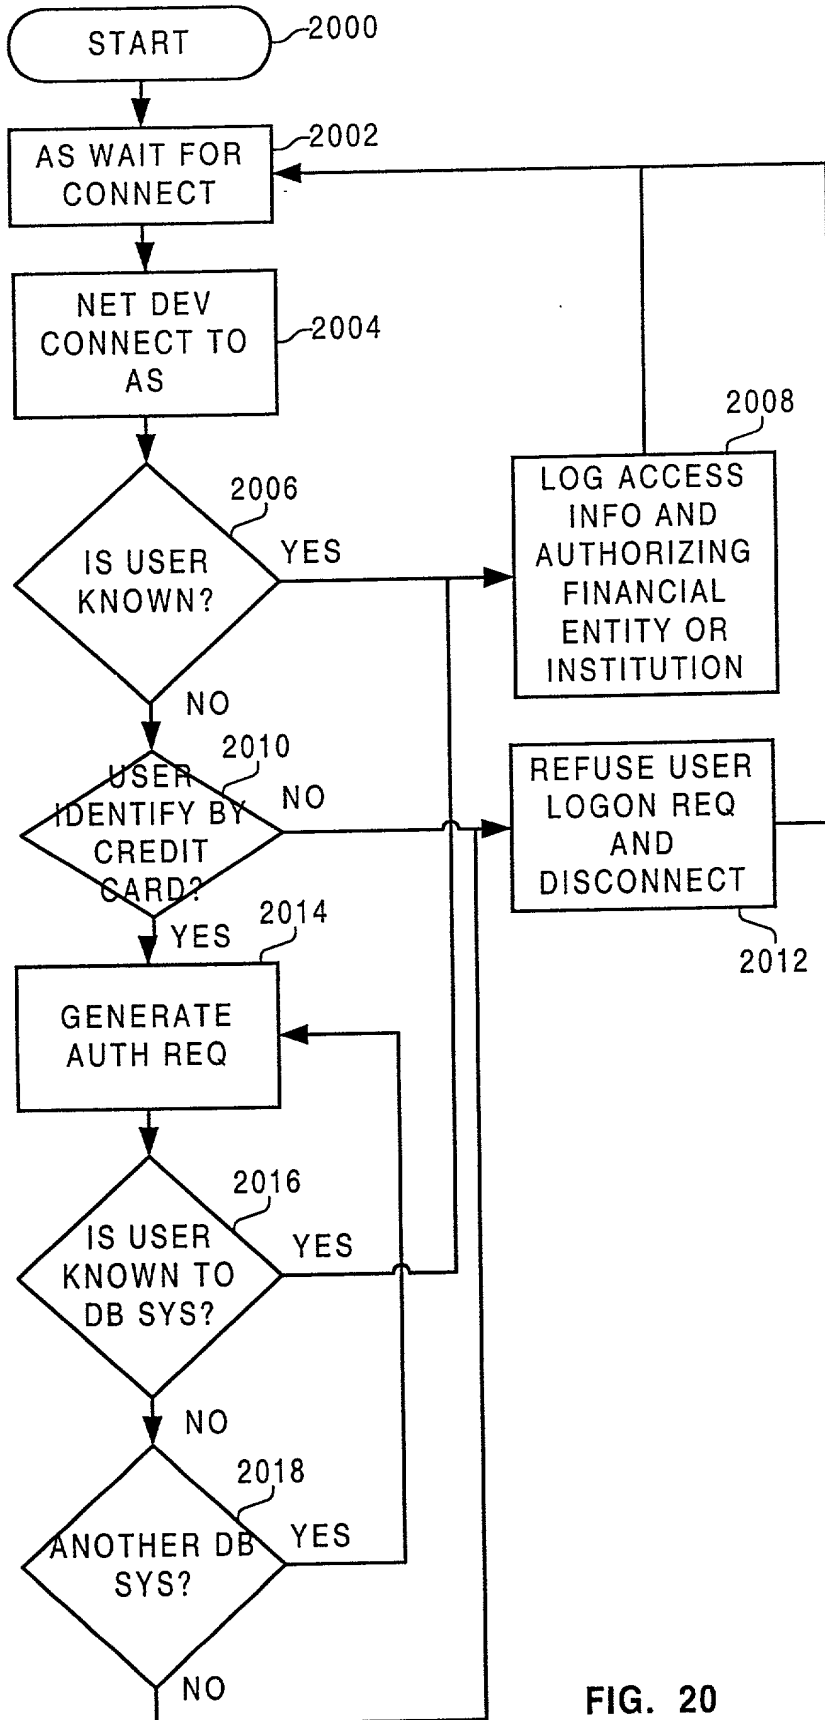 START
2000
AS WAIT FOR
CONNECT
2002
NET DEV
CONNECT TO
AS
2004
IS USER
KNOWN?
2006
YES
NO
LOG ACCESS
INFO AND
AUTHORIZING
FINANCIAL
ENTITY OR
INSTITUTION
2008
USER
IDENTIFY BY
CREDIT
CARD?
2010
NO
YES
REFUSE USER
LOGON REQ
AND
DISCONNECT
2012
GENERATE
AUTH REQ
2014
IS USER
KNOWN TO
DB SYS?
2016
YES
NO
ANOTHER DB
SYS?
2018
YES
NO
FIG. 20